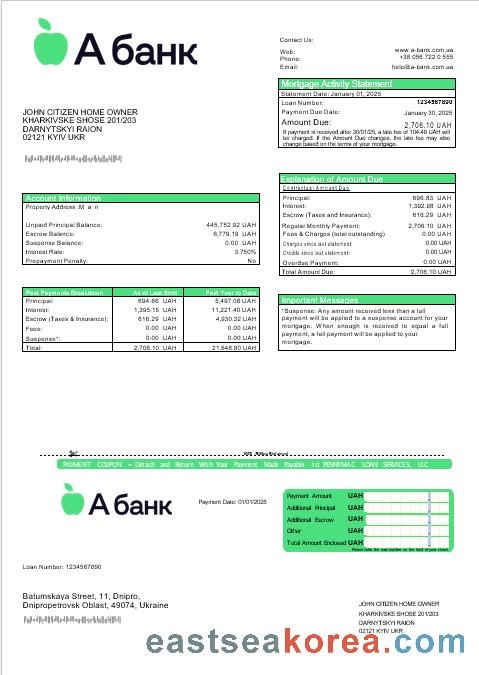 А банк
Contact Us:
Web: www.a-bank.com.ua
Phone: +38 056 722 0 555
Email: helo@a-bank.com.ua
Mortgage Activity Statement
Statement Date: January 01, 2025
Loan Number: 1234567890
Payment Due Date: January 30, 2025
Amount Due: 2,706.10 UAH
If payment is received after 30/01/25, a late fee of 104.49 UAH will
be charged. If the Amount Due changes, the late fee may also
change based on the terms of your mortgage.
JOHN CITIZEN HOME OWNER
KHARKIVSKE SHOSE 201/203
DARNYTSKYI RAION
02121 KYIV UKR
Explanation of Amount Due
Contractual Amount Due
Principal: 696.83 UAH
Interest: 1,392.98 UAH
Escrow (Taxes and Insurance): 616.29 UAH
Regular Monthly Payment: 2,706.10 UAH
Fees & Charges (total outstanding) 0.00 UAH
Charges since last statement: 0.00 UAH
Credits since last statement: 0.00 UAH
Overdue Payment: 0.00 UAH
Total Amount Due: 2,706.10 UAH
Account Information
Property Address :M a n
Unpaid Principal Balance: 445,752.92 UAH
Escrow Balance: 6,779.19 UAH
Suspense Balance: 0.00 UAH
Interest Rate: 3.750%
Prepayment Penalty: No
Past Payments Breakdown As of Last Stmt Paid Year to Date
Principal: 694.66 UAH 5,497.08 UAH
Interest: 1,395.15 UAH 11,221.40 UAH
Escrow (Taxes & Insurance): 616.29 UAH 4,930.32 UAH
Fees: 0.00 UAH 0.00 UAH
Suspense*: 0.00 UAH 0.00 UAH
Total: 2,706.10 UAH 21,648.80 UAH
Important Messages
*Suspense: Any amount received less than a full
payment will be applied to a suspense account for your
mortgage. When enough is received to equal a full
payment, a full payment will be applied to your
mortgage.
PAYMENT COUPON – Detach and Return With Your Payment Made Payable to: PENNYMAC LOAN SERVICES, LLC
А банк
Payment Date: 01/01/2025
Payment Amount UAH
Additional Principal UAH
Additional Escrow UAH
Other UAH
Total Amount Enclosed UAH
Please write the loan number on the front of your check
Loan Number: 1234567890
Batumskaya Street, 11, Dnipro,
Dnipropetrovsk Oblast, 49074, Ukraine
JOHN CITIZEN HOME OWNER
KHARKIVSKE SHOSE 201/203
DARNYTSKYI RAION
02121 KYIV UKR
eastseakorea.com